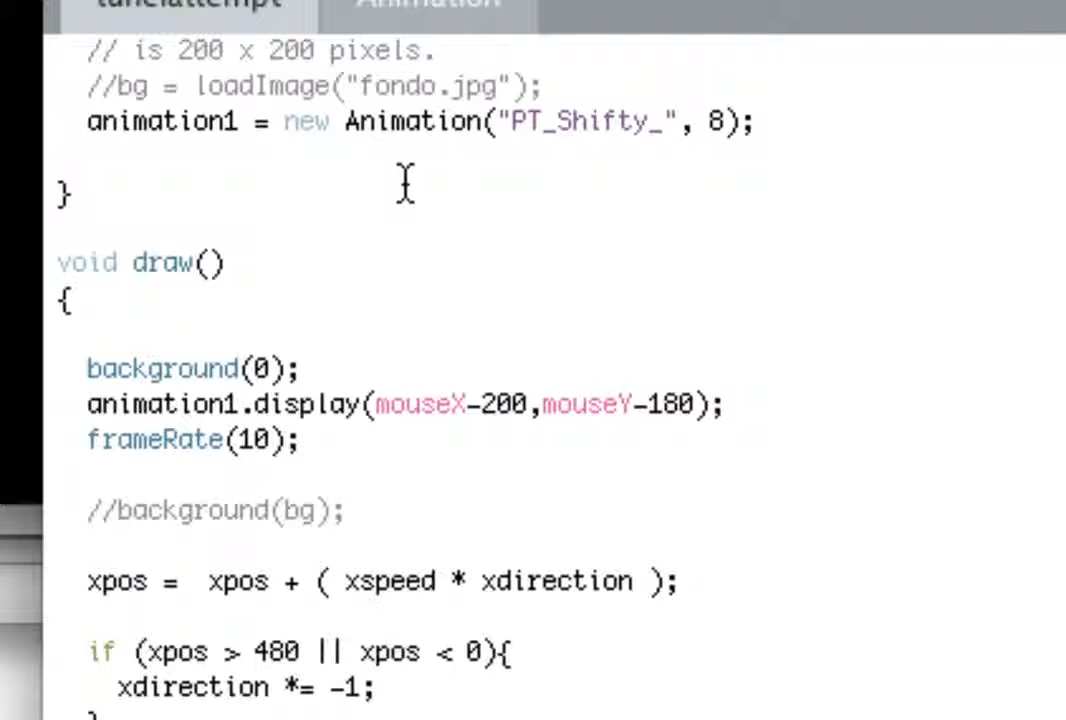 Animation
// is 200 x 200 pixels.
//bg = loadImage("fondo.jpg");
animation1 = new Animation("PT_Shifty_", 8);
}
void draw()
{
background(0);
animation1.display(mouseX-200,mouseY-180);
frameRate(10);
//background(bg);
xpos =  xpos + ( xspeed * xdirection );
if (xpos > 480 || xpos < 0){
xdirection *= -1;
}